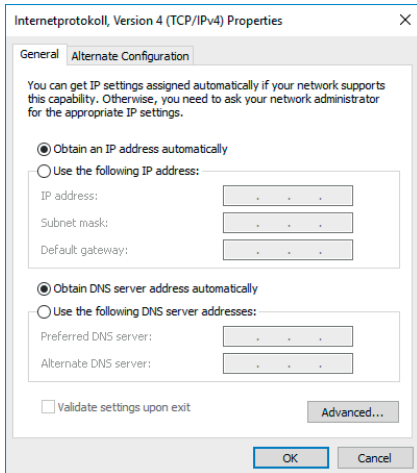 Internetprotokoll, Version 4 (TCP/IPv4) Properties
General Alternate Configuration
You can get IP settings assigned automatically if your network supports
this capability. Otherwise, you need to ask your network administrator
for the appropriate IP settings.
Obtain an IP address automatically
Use the following IP address:
IP address:
Subnet mask:
Default gateway:
Obtain DNS server address automatically
Use the following DNS server addresses:
Preferred DNS server:
Alternate DNS server:
Validate settings upon exit
Advanced...
OK Cancel